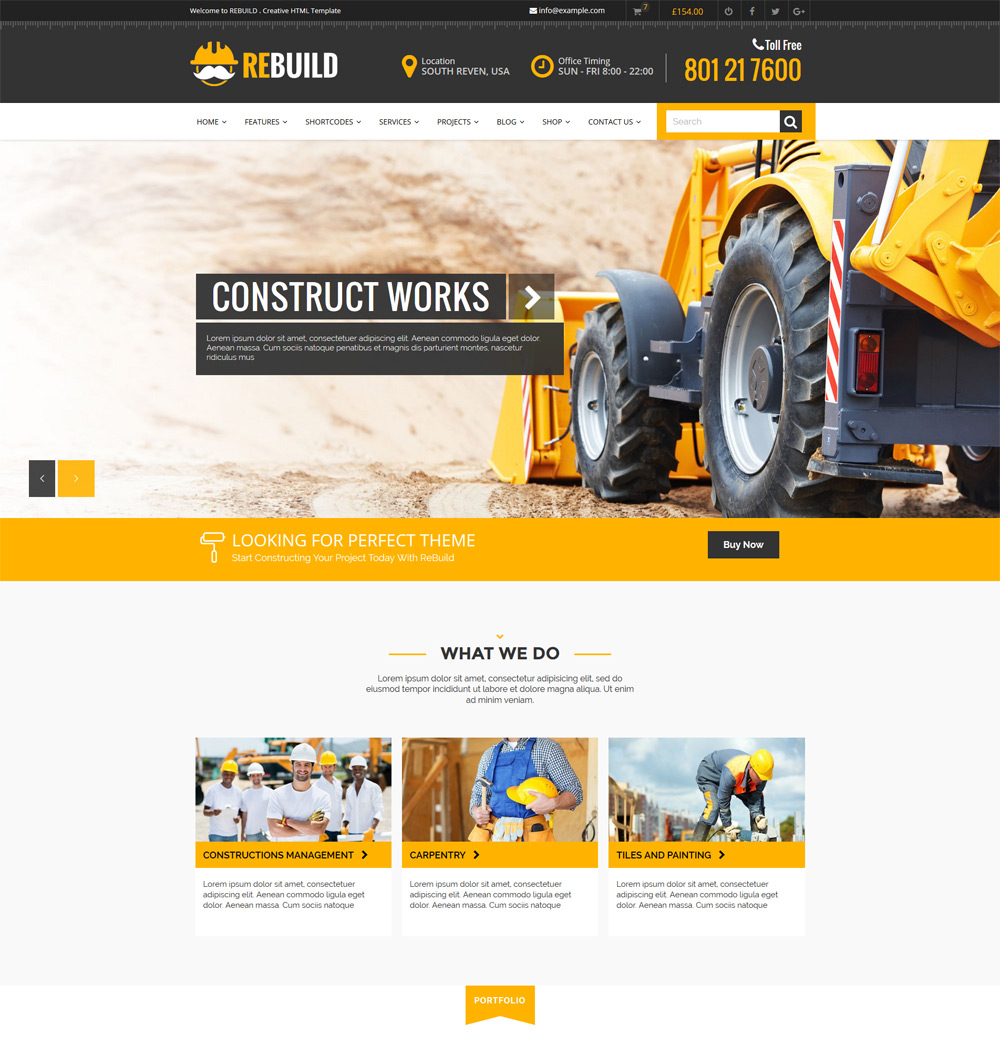 Welcome to REBUILD . Creative HTML Template
info@example.com
7
£154.00
REBUILD
Location
SOUTH REVEN, USA
Office Timing
SUN - FRI 8:00 - 22:00
Toll Free
801 21 7600
HOME
FEATURES
SHORTCODES
SERVICES
PROJECTS
BLOG
SHOP
CONTACT US
Search
CONSTRUCT WORKS
Lorem ipsum dolor sit amet, consectetuer adipiscing elit. Aenean commodo ligula eget dolor.
Aenean massa. Cum sociis natoque penatibus et magnis dis parturient montes, nascetur
ridiculus mus
LOOKING FOR PERFECT THEME
Start Constructing Your Project Today With ReBuild
Buy Now
WHAT WE DO
Lorem ipsum dolor sit amet, consectetur adipisicing elit, sed do
eiusmod tempor incididunt ut labore et dolore magna aliqua. Ut enim
ad minim veniam.
CONSTRUCTIONS MANAGEMENT
Lorem ipsum dolor sit amet, consectetuer
adipiscing elit. Aenean commodo ligula eget
dolor. Aenean massa. Cum sociis natoque
CARPENTRY
Lorem ipsum dolor sit amet, consectetuer
adipiscing elit. Aenean commodo ligula eget
dolor. Aenean massa. Cum sociis natoque
TILES AND PAINTING
Lorem ipsum dolor sit amet, consectetuer
adipiscing elit. Aenean commodo ligula eget
dolor. Aenean massa. Cum sociis natoque
PORTFOLIO